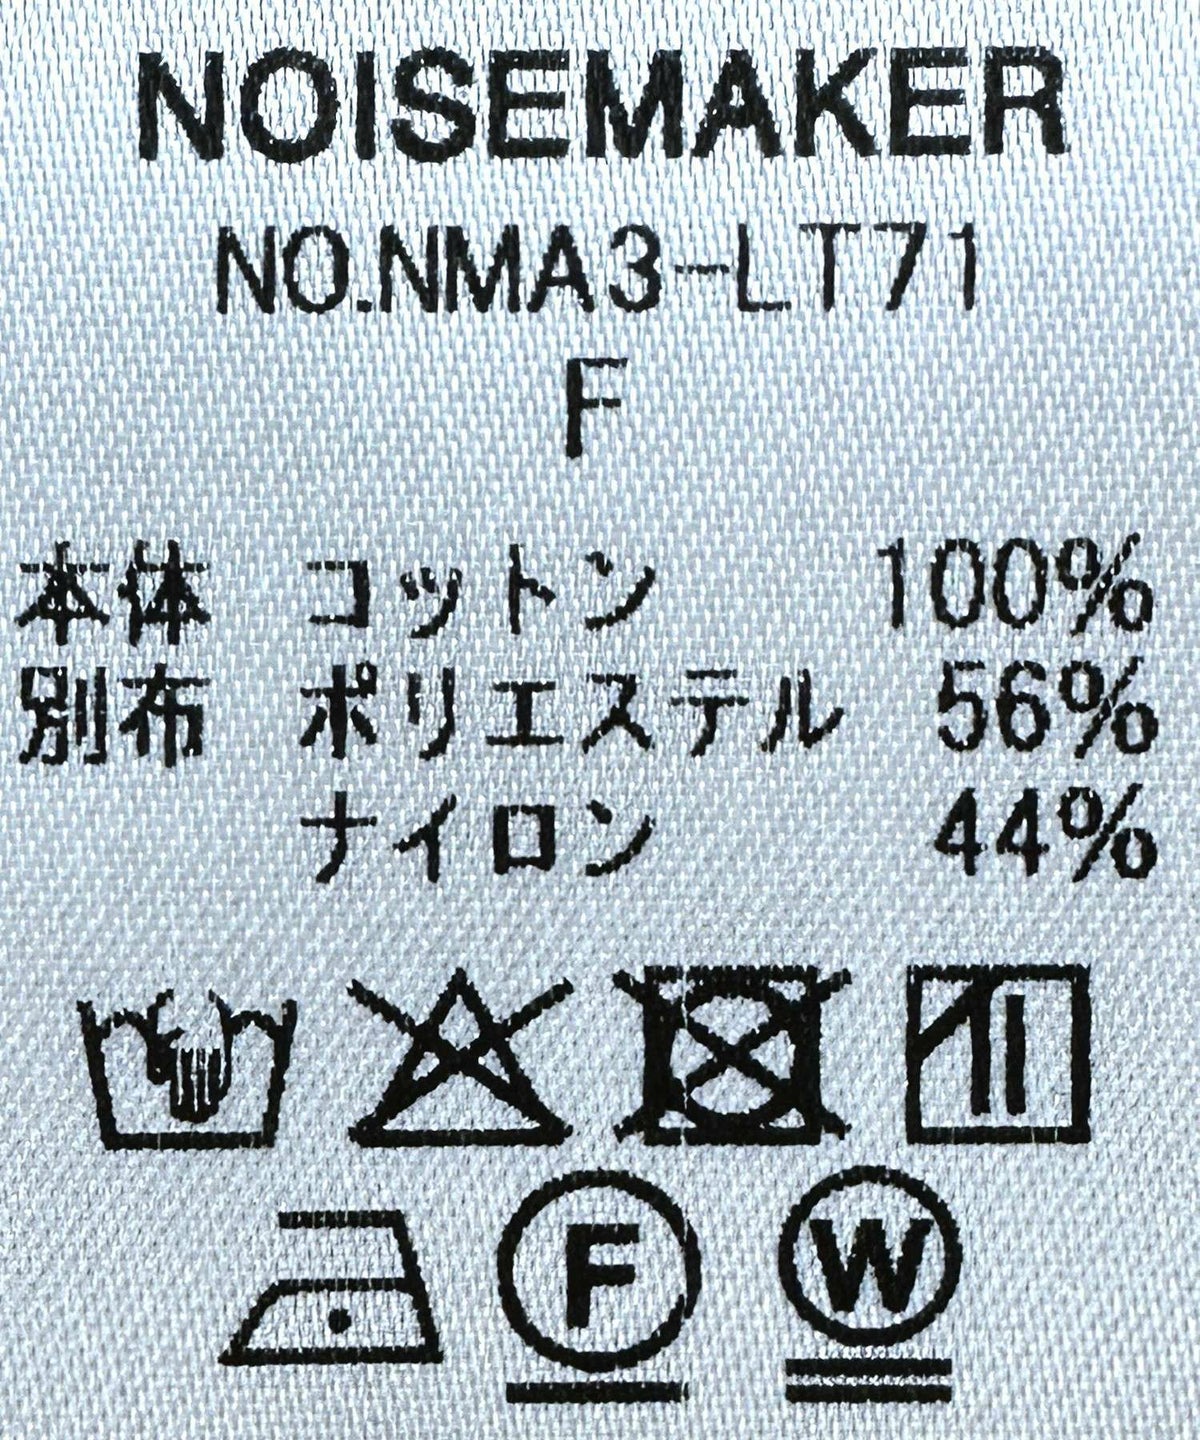 NOISEMAKER
NO.NMA3-LT71
F
本体 コットン 100%
別布 ポリエステル 56%
ナイロン 44%
F W